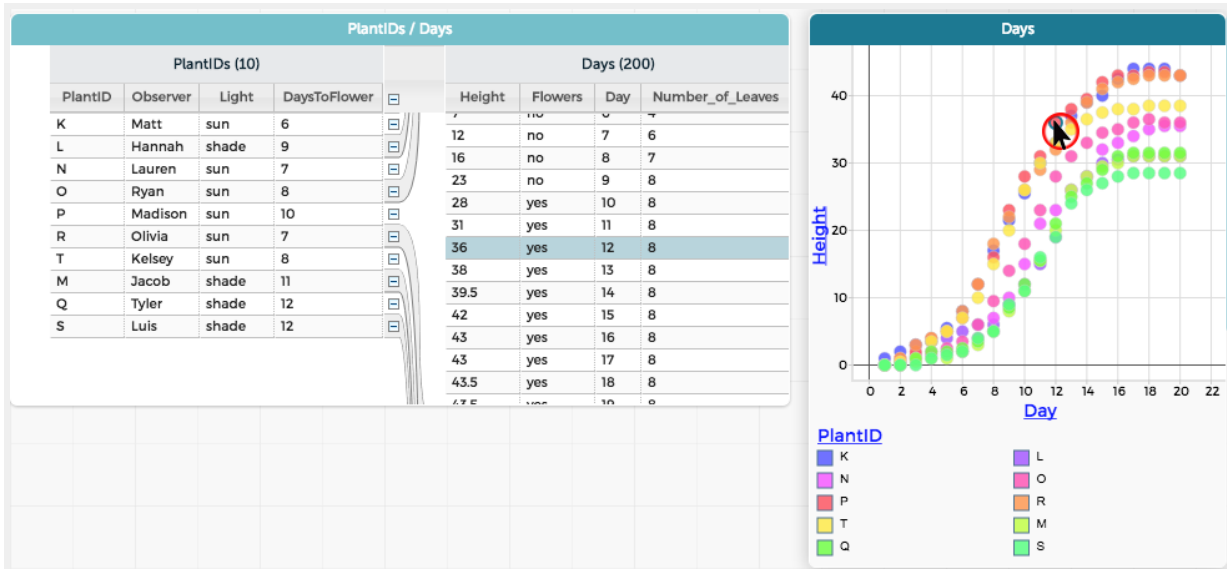 PlantIDs / Days
PlantIDs (10)
PlantID Observer Light DaysToFlower
K Matt sun 6
L Hannah shade 9
N Lauren sun 7
O Ryan sun 8
P Madison sun 10
R Olivia sun 7
T Kelsey sun 8
M Jacob shade 11
Q Tyler shade 12
S Luis shade 12
Days (200)
Height Flowers Day Number_of_Leaves
12 no 7 6
16 no 8 7
23 no 9 8
28 yes 10 8
31 yes 11 8
36 yes 12 8
38 yes 13 8
39.5 yes 14 8
42 yes 15 8
43 yes 16 8
43 yes 17 8
43.5 yes 18 8
Days
Height
40
30
20
10
0
0 2 4 6 8 10 12 14 16 18 20 22
Day
PlantID
K L
N O
P R
T M
Q S